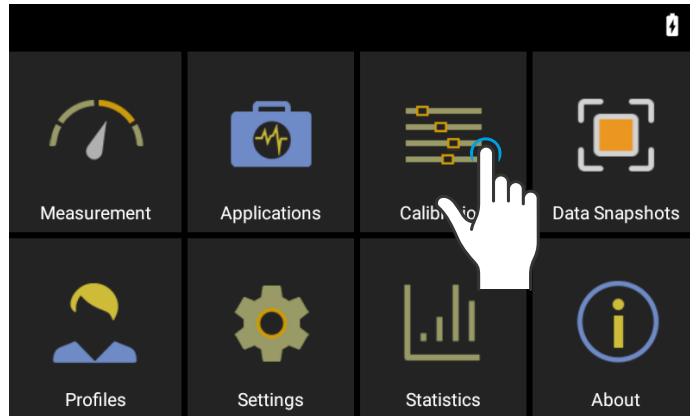 Measurement
Applications
Data Snapshots
Profiles
Settings
Statistics
About